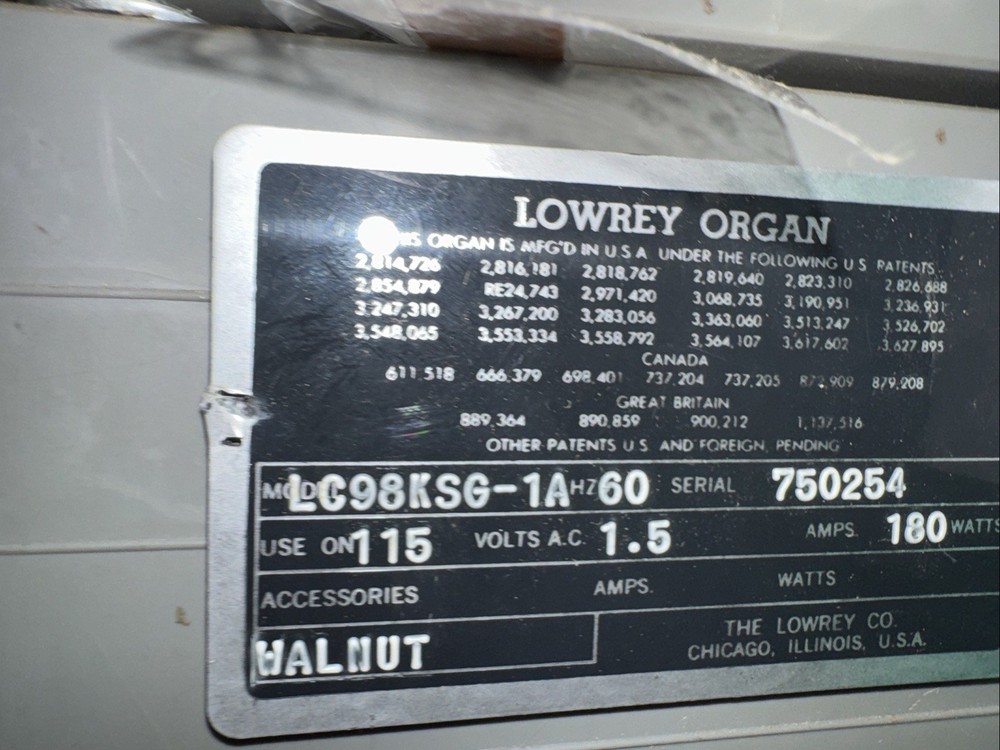 LOWREY ORGAN
ORGAN IS MFG'D IN U.S.A. UNDER THE FOLLOWING U S PATENTS
2,814,726 2,816,181 2,818,762 2,819,640 2,823,310 2,826,688
2,854,879 RE24,743 2,971,420 3,068,735 3,190,951 3,236,931
3,247,310 3,267,200 3,283,056 3,363,060 3,513,247 3,526,702
3,548,065 3,553,334 3,558,792 3,564,107 3,617,602 3,627,895
CANADA
611,518 666,379 698,401 737,204 737,205 872,909 879,208
GREAT BRITAIN
889,364 890,859 900,212 1,137,516
OTHER PATENTS U S AND FOREIGN PENDING
MODEL LC98KSG-1A HZ 60 SERIAL 750254
USE ON 115 VOLTS A.C. 1.5 AMPS. 180 WATTS
ACCESSORIES AMPS. WATTS
WALNUT
THE LOWREY CO.
CHICAGO, ILLINOIS, U.S.A.